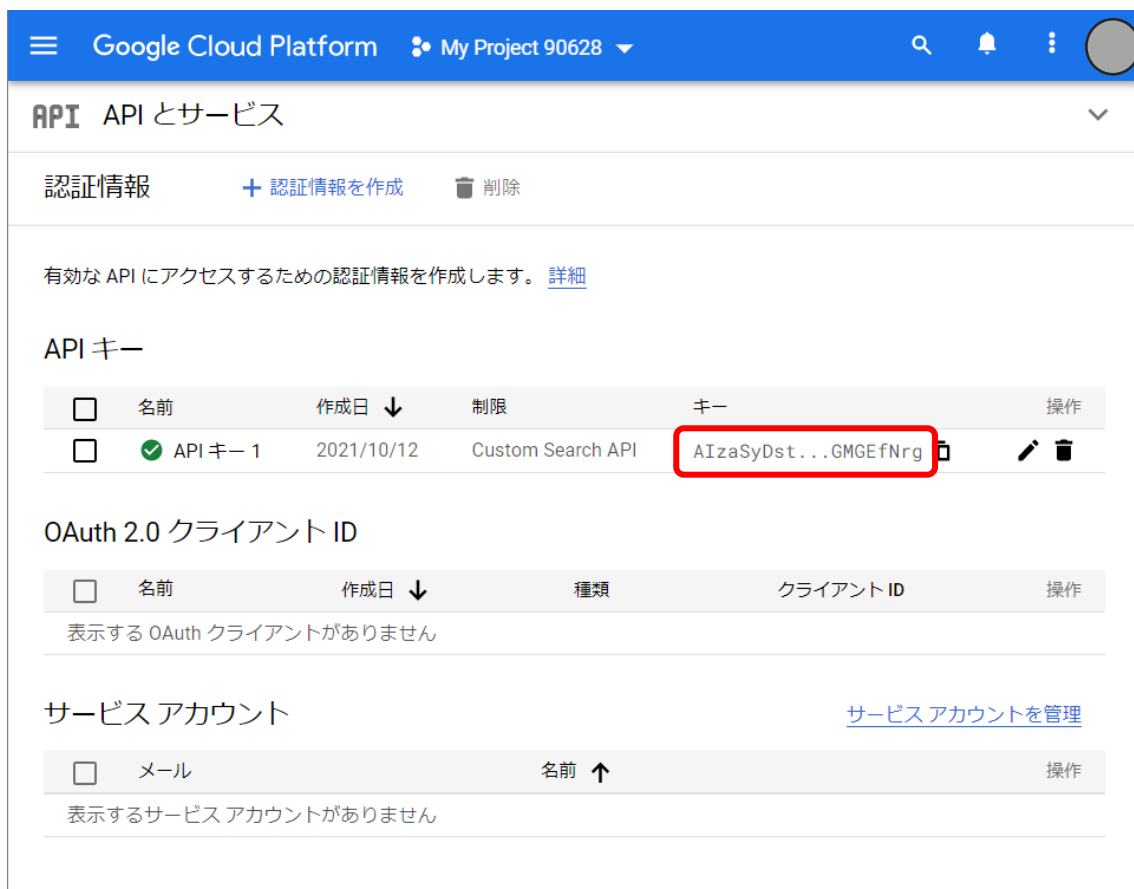 Google Cloud Platform My Project 90628
API API とサービス
認証情報 + 認証情報を作成 削除
有効な API にアクセスするための認証情報を作成します。 詳細
API キー
名前 作成日 制限 キー 操作
API キー 1 2021/10/12 Custom Search API AIzaSyDst...GMGEfNrg
OAuth 2.0 クライアント ID
名前 作成日 種類 クライアント ID 操作
表示する OAuth クライアントがありません
サービス アカウント サービス アカウントを管理
メール 名前 操作
表示するサービス アカウントがありません